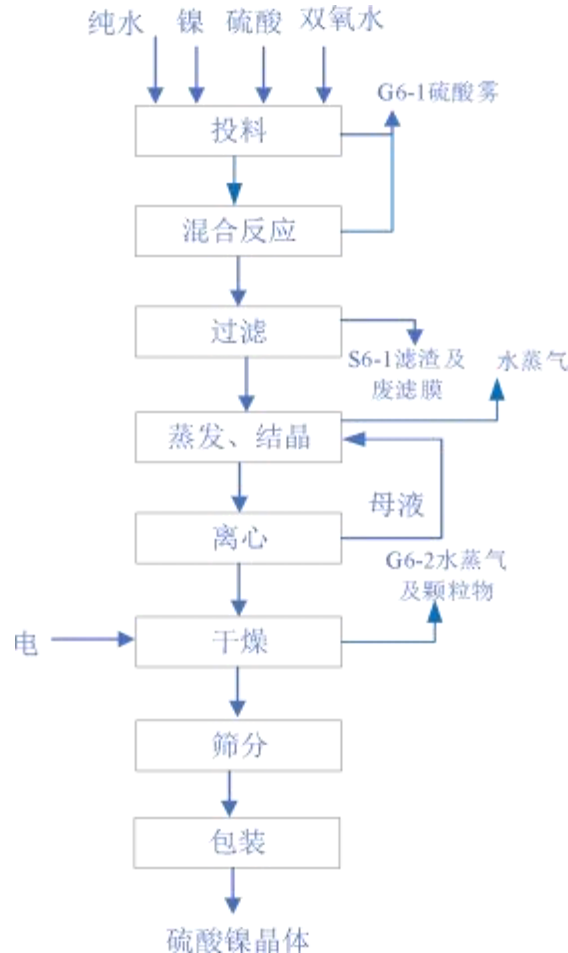 纯水 镍 硫酸 双氧水
G6-1硫酸雾
投料
混合反应
过滤
S6-1滤渣及
废滤膜
水蒸气
蒸发、结晶
母液
离心
G6-2水蒸气
及颗粒物
电
干燥
筛分
包装
硫酸镍晶体